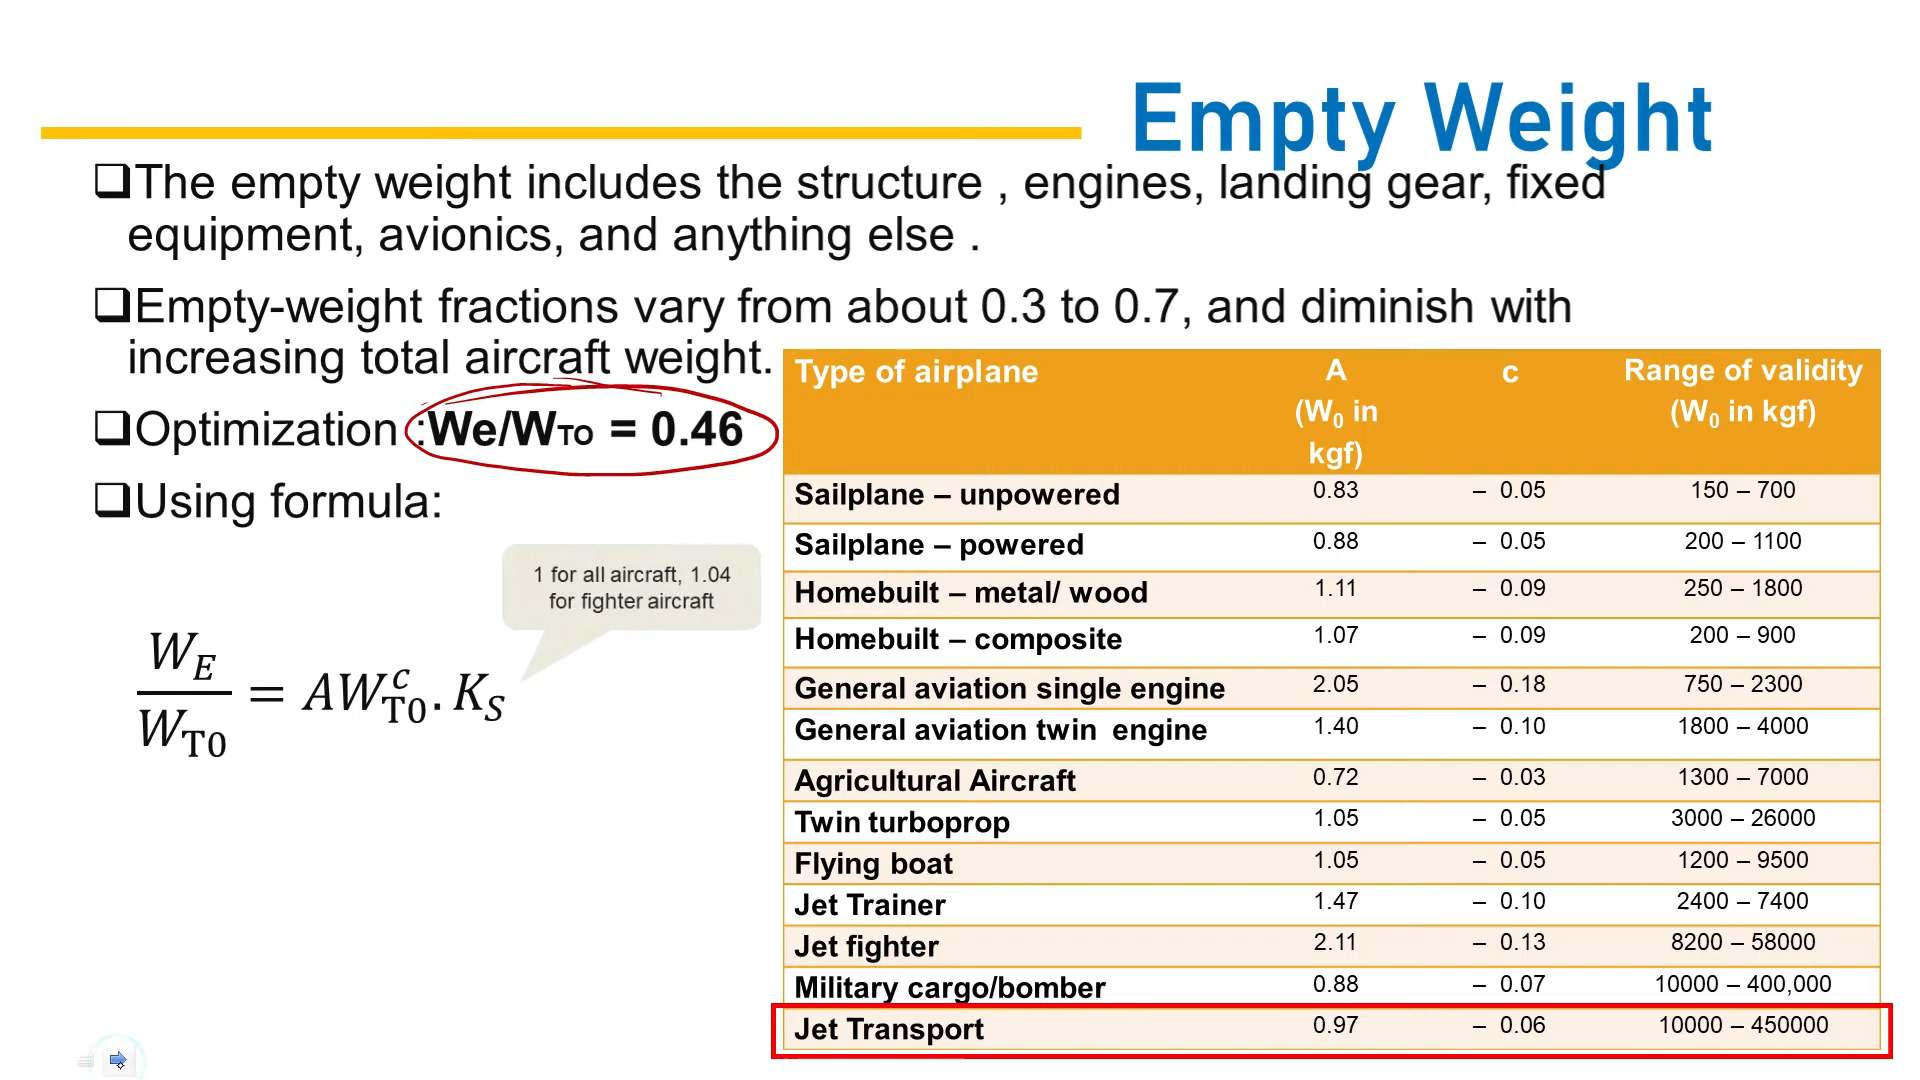 Empty Weight
❑The empty weight includes the structure , engines, landing gear, fixed
equipment, avionics, and anything else .
❑Empty-weight fractions vary from about 0.3 to 0.7, and diminish with
increasing total aircraft weight.
❑Optimization :We/WTO = 0.46
❑Using formula:
1 for all aircraft, 1.04
for fighter aircraft
W_E/W_T0 = AW_T0^c . K_S
Type of airplane A (W0 in kgf) c Range of validity (W0 in kgf)
Sailplane – unpowered 0.83 – 0.05 150 – 700
Sailplane – powered 0.88 – 0.05 200 – 1100
Homebuilt – metal/ wood 1.11 – 0.09 250 – 1800
Homebuilt – composite 1.07 – 0.09 200 – 900
General aviation single engine 2.05 – 0.18 750 – 2300
General aviation twin engine 1.40 – 0.10 1800 – 4000
Agricultural Aircraft 0.72 – 0.03 1300 – 7000
Twin turboprop 1.05 – 0.05 3000 – 26000
Flying boat 1.05 – 0.05 1200 – 9500
Jet Trainer 1.47 – 0.10 2400 – 7400
Jet fighter 2.11 – 0.13 8200 – 58000
Military cargo/bomber 0.88 – 0.07 10000 – 400,000
Jet Transport 0.97 – 0.06 10000 – 450000